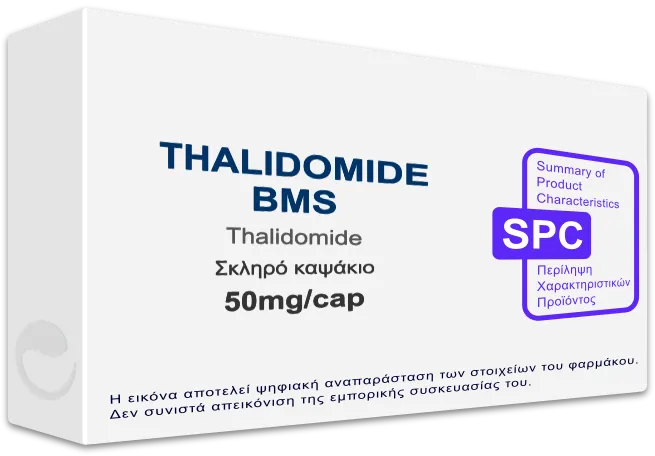 THALIDOMIDE
BMS
Thalidomide
Σκληρό καψάκιο
50mg/cap
Summary of
Product
Characteristics
SPC
Περίληψη
Χαρακτηριστικών
Προϊόντος
Η εικόνα αποτελεί ψηφιακή αναπαράσταση των στοιχείων του φαρμάκου.
Δεν συνιστά απεικόνιση της εμπορικής συσκευασίας του.